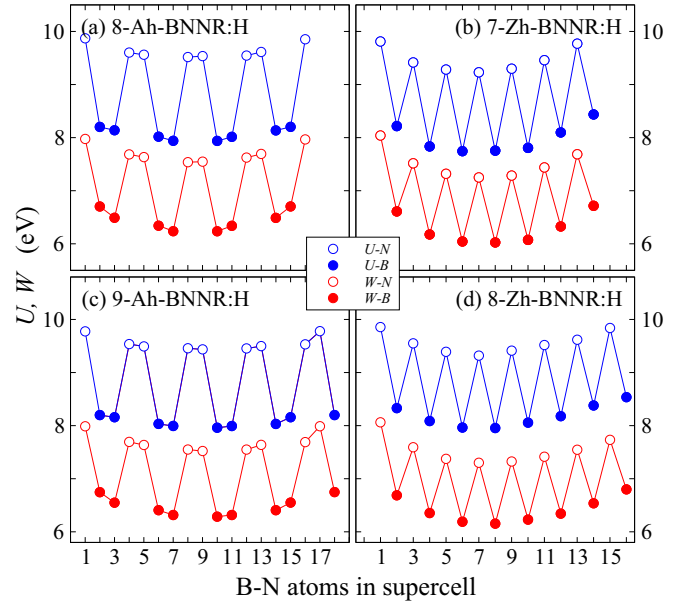 (a) 8-Ah-BNNR:H
(b) 7-Zh-BNNR:H
10
10
8
8
6
6
U-N
U-B
W-N
W-B
U, W (eV)
(c) 9-Ah-BNNR:H
(d) 8-Zh-BNNR:H
10
10
8
8
6
6
1 3 5 7 9 11 13 15 17
1 3 5 7 9 11 13 15
B-N atoms in supercell